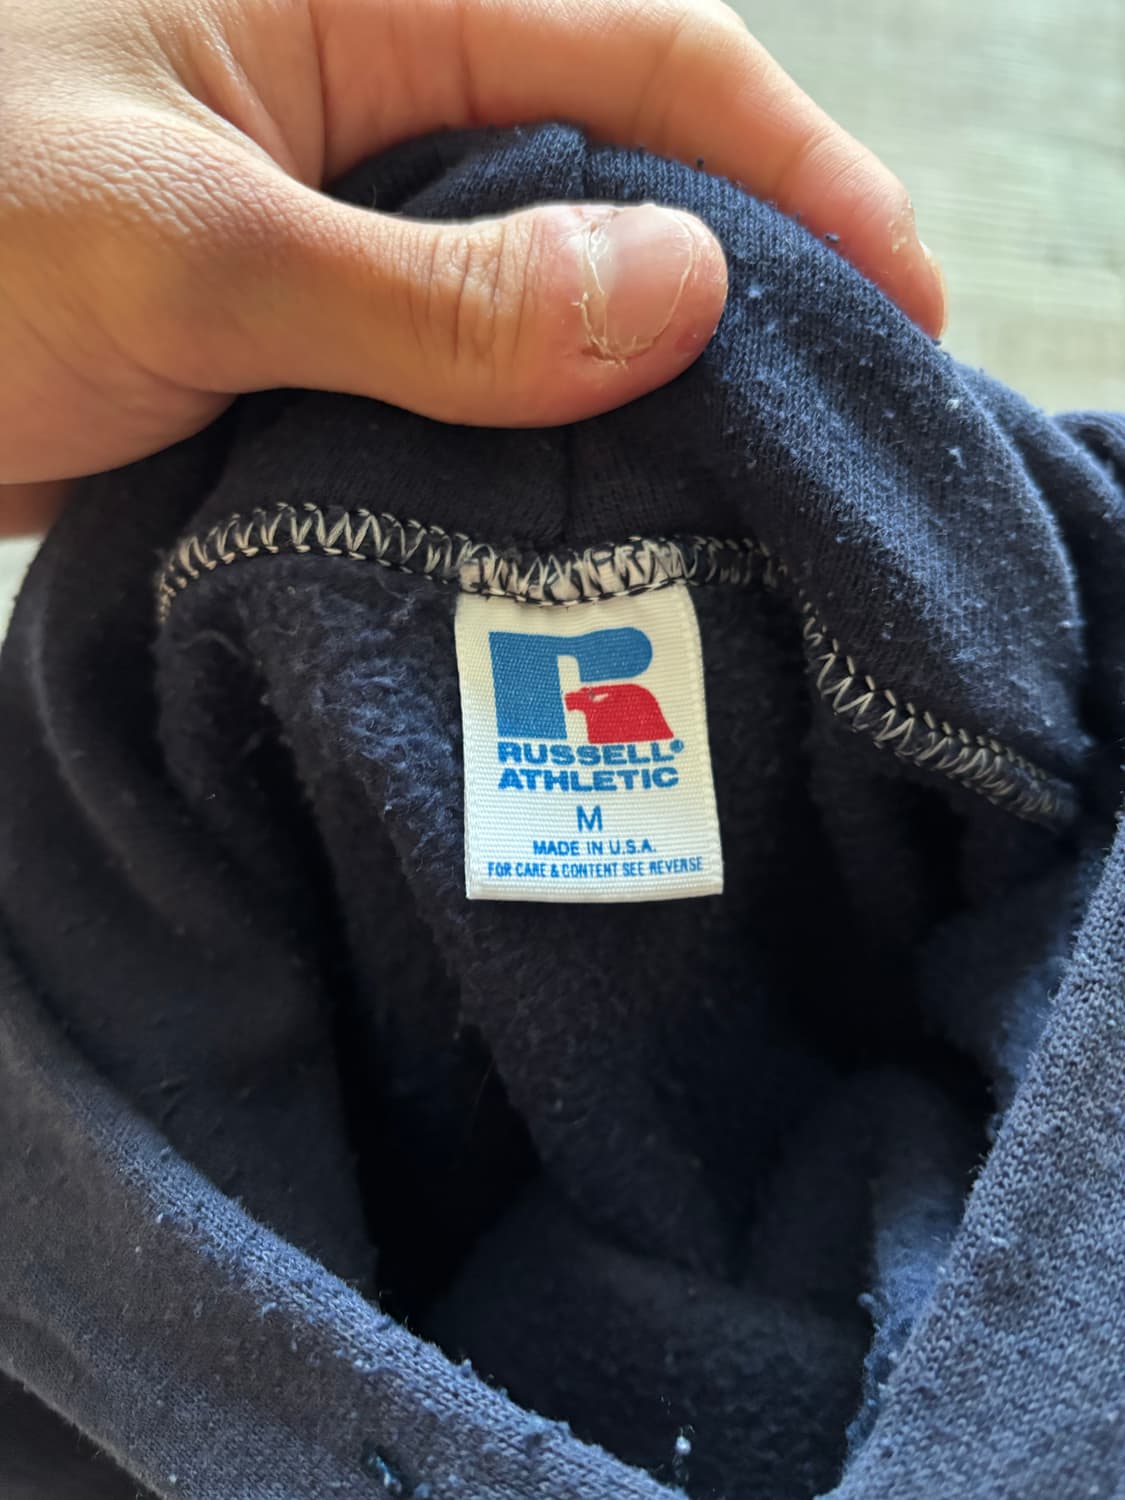 R
RUSSELL®
ATHLETIC
M
MADE IN U.S.A.
FOR CARE & CONTENT SEE REVERSE